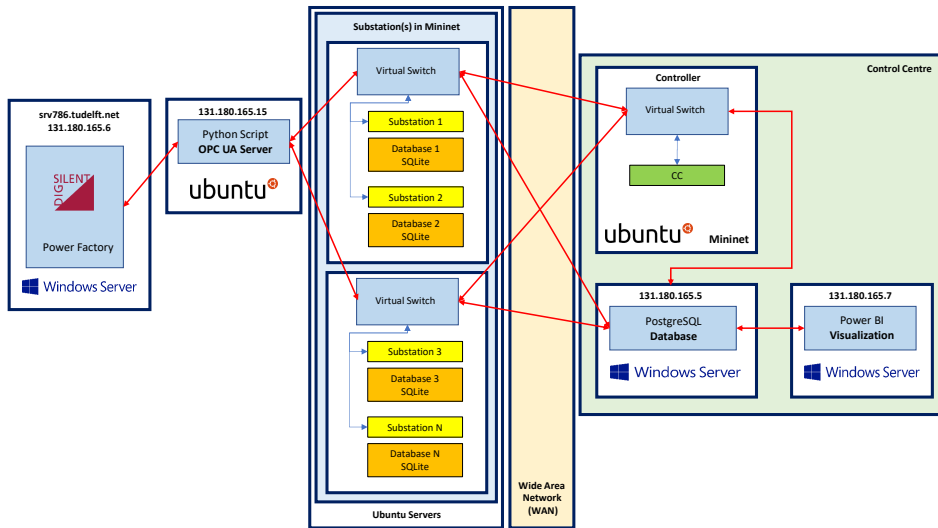 srv786.tudelft.net
131.180.165.6
DIG
SILENT
Power Factory
Windows Server
131.180.165.15
Python Script
OPC UA Server
ubuntu
Substation(s) in Mininet
Virtual Switch
Substation 1
Database 1
SQLite
Substation 2
Database 2
SQLite
Virtual Switch
Substation 3
Database 3
SQLite
Substation N
Database N
SQLite
Ubuntu Servers
Wide Area
Network
(WAN)
Control Centre
Controller
Virtual Switch
CC
ubuntu
Mininet
131.180.165.5
PostgreSQL
Database
Windows Server
131.180.165.7
Power BI
Visualization
Windows Server